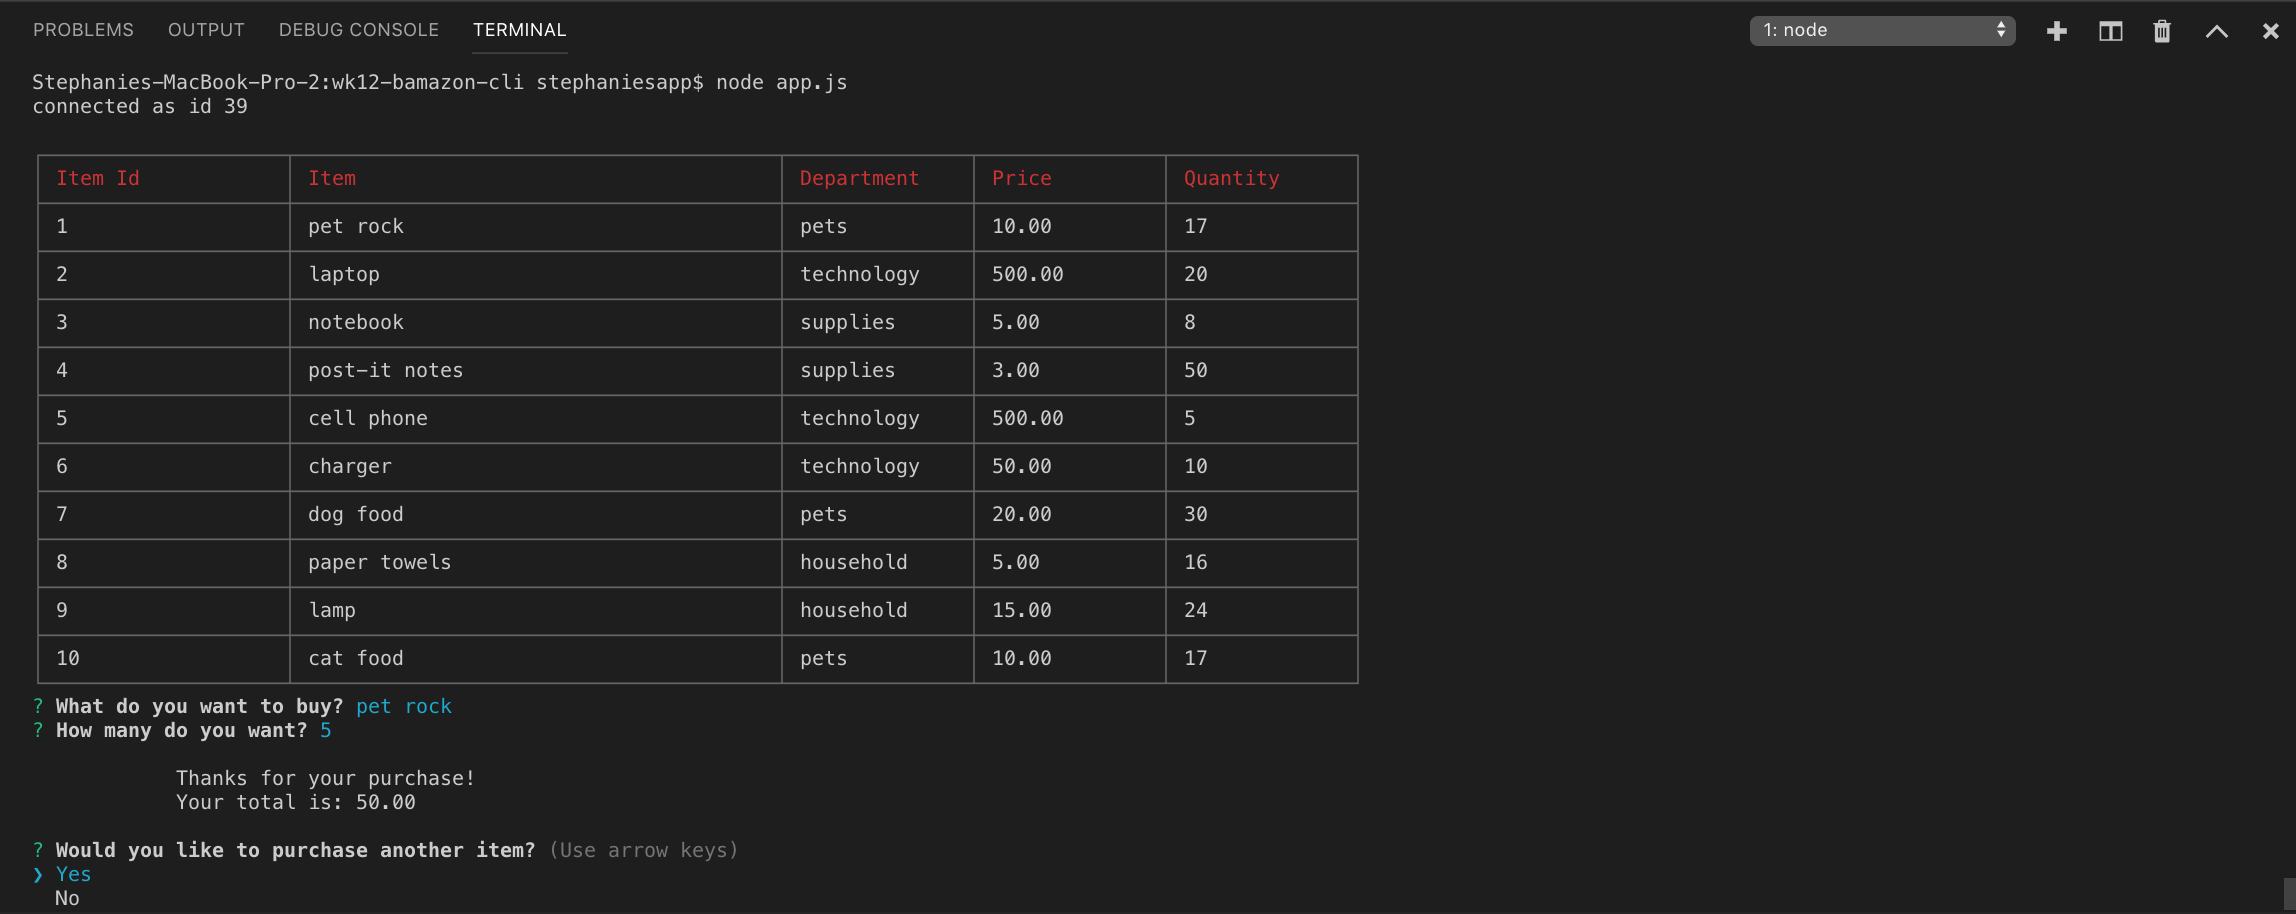 PROBLEMS OUTPUT DEBUG CONSOLE TERMINAL 1: node
Stephanies-MacBook-Pro-2:wk12-bamazon-cli stephaniesapp$ node app.js
connected as id 39
Item Id Item Department Price Quantity
1 pet rock pets 10.00 17
2 laptop technology 500.00 20
3 notebook supplies 5.00 8
4 post-it notes supplies 3.00 50
5 cell phone technology 500.00 5
6 charger technology 50.00 10
7 dog food pets 20.00 30
8 paper towels household 5.00 16
9 lamp household 15.00 24
10 cat food pets 10.00 17
? What do you want to buy? pet rock
? How many do you want? 5
Thanks for your purchase!
Your total is: 50.00
? Would you like to purchase another item? (Use arrow keys)
❯ Yes
No